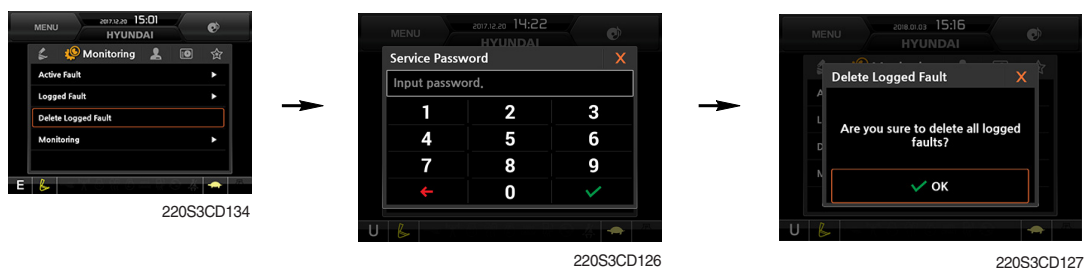 MENU
2017.12.20 15:01
HYUNDAI
Monitoring
Active Fault
Logged Fault
Delete Logged Fault
Monitoring
E
220S3CD134
MENU
2017.12.20 14:22
HYUNDAI
Service Password
X
Input password.
1 2 3
4 5 6
7 8 9
0
U
220S3CD126
MENU
2018.01.03 15:16
HYUNDAI
Delete Logged Fault
X
A
L
D
M
Are you sure to delete all logged
faults?
OK
U
220S3CD127